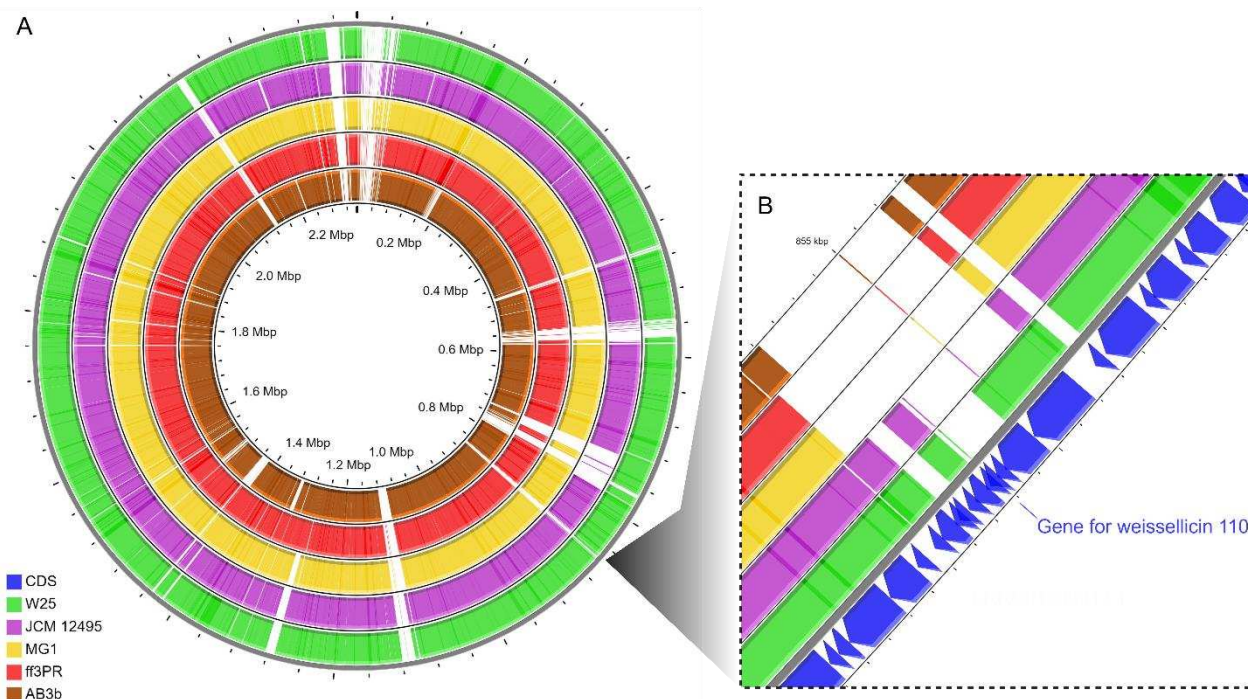 A
2.2 Mbp
0.2 Mbp
2.0 Mbp
0.4 Mbp
1.8 Mbp
0.6 Mbp
1.6 Mbp
0.8 Mbp
1.4 Mbp
1.0 Mbp
1.2 Mbp
CDS
W25
JCM 12495
MG1
ff3PR
AB3b
B
855 kbp
Gene for weissellicin 110